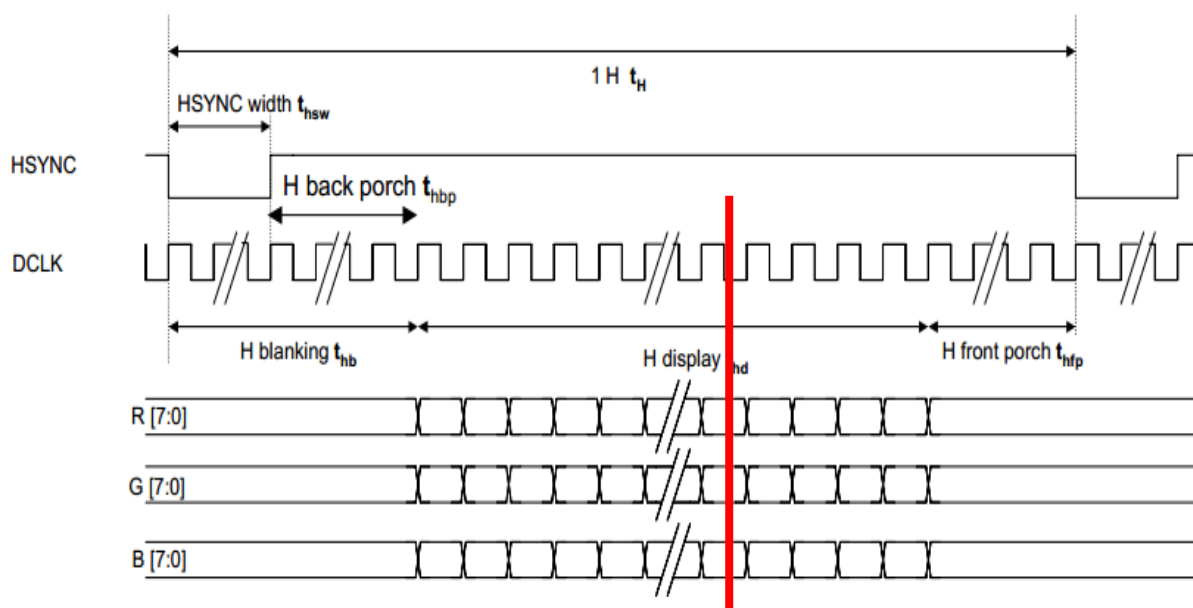 1 H tH
HSYNC width thsw
HSYNC
H back porch thbp
DCLK
H blanking thb
H display hd
H front porch thfp
R [7:0]
G [7:0]
B [7:0]